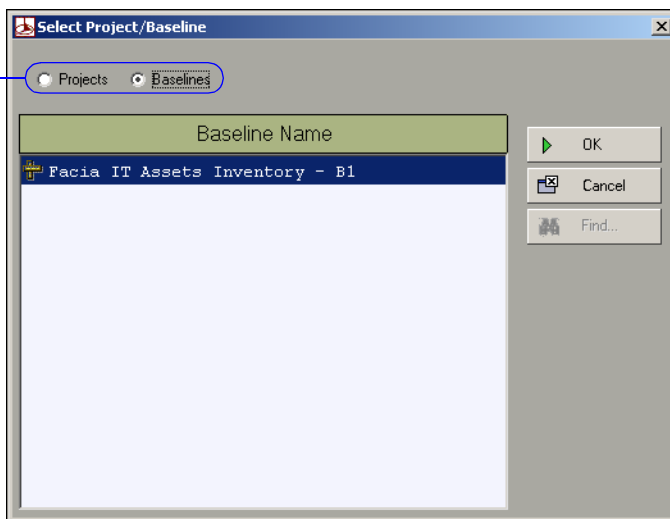 Select Project/Baseline
Projects Baselines
Baseline Name
Facia IT Assets Inventory - B1
OK
Cancel
Find...